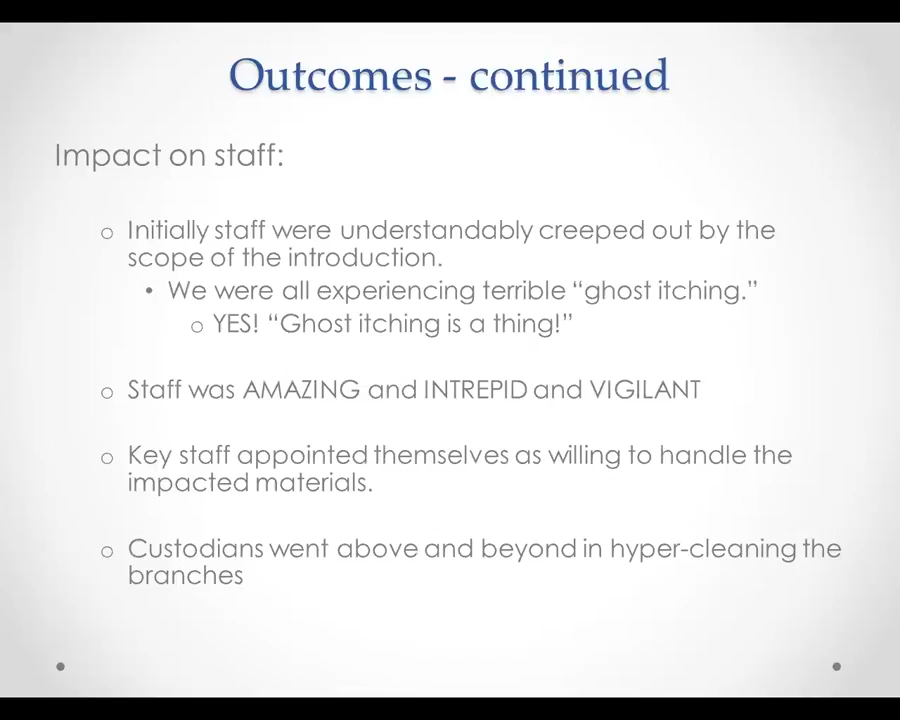 Outcomes - continued
Impact on staff:
o Initially staff were understandably creeped out by the
scope of the introduction.
• We were all experiencing terrible “ghost itching.”
o YES! “Ghost itching is a thing!”
o Staff was AMAZING and INTREPID and VIGILANT
o Key staff appointed themselves as willing to handle the
impacted materials.
o Custodians went above and beyond in hyper-cleaning the
branches